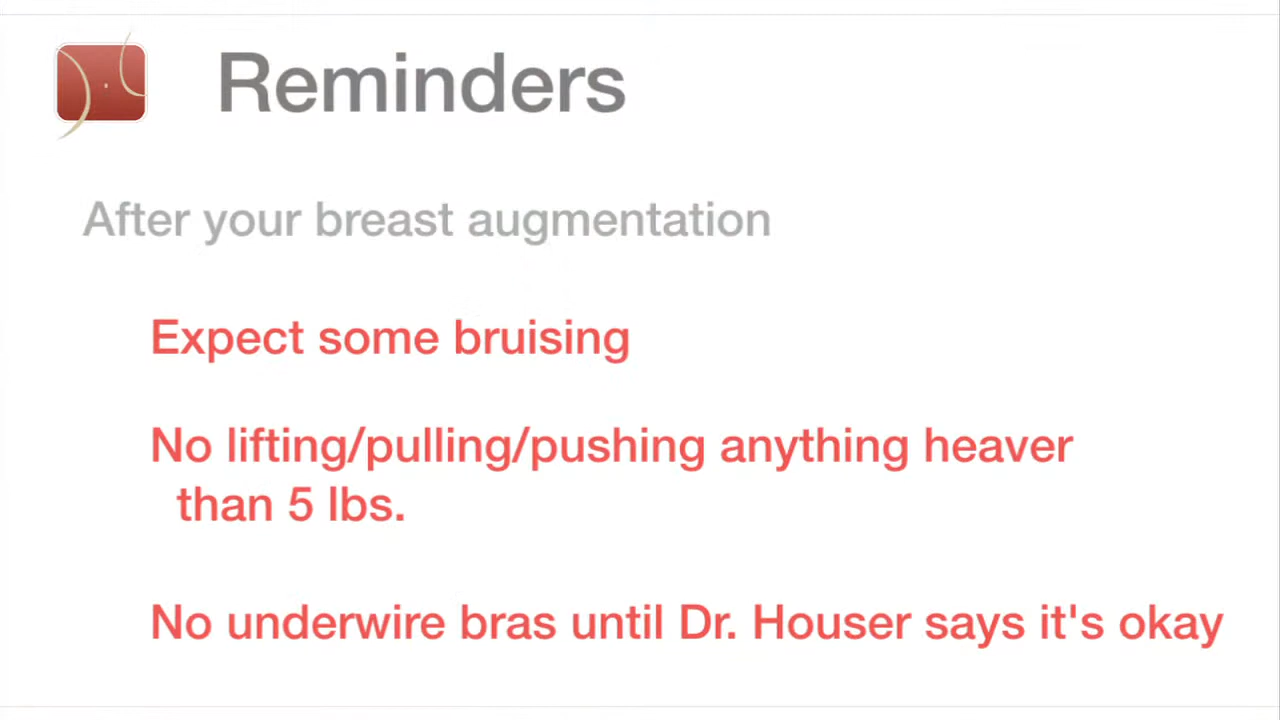 Reminders
After your breast augmentation
Expect some bruising
No lifting/pulling/pushing anything heaver
than 5 lbs.
No underwire bras until Dr. Houser says it's okay